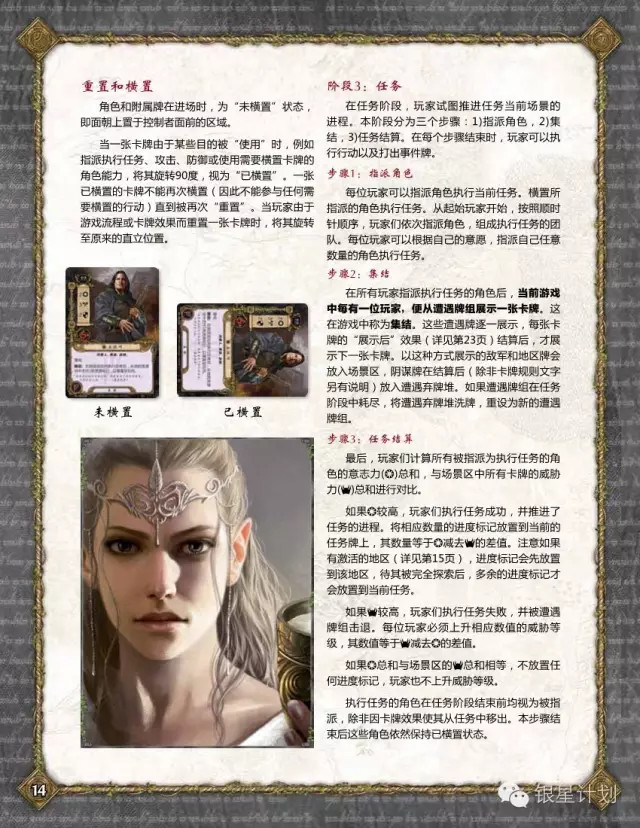 重置和横置
角色和附属牌在进场时，为“未横置”状态，
即面朝上置于控制者面前的区域。
当一张卡牌由于某些目的被“使用”时，例如
指派执行任务、攻击、防御或使用需要横置卡牌的
角色能力，将其旋转90度，视为“已横置”。一张
已横置的卡牌不能再次横置（因此不能参与任何需
要横置的行动）直到被再次“重置”。当玩家由于
游戏流程或卡牌效果而重置一张卡牌时，将其旋转
至原来的直立位置。
未横置
已横置
阶段3：任务
在任务阶段，玩家试图推进任务当前场景的
进程。本阶段分为三个步骤：1)指派角色，2)集
结，3)任务结算。在每个步骤结束时，玩家可以执
行行动以及打出事件牌。
步骤1：指派角色
每位玩家可以指派角色执行当前任务。横置所
指派的角色执行任务。从起始玩家开始，按照顺时
针顺序，玩家们依次指派角色，组成执行任务的团
队。每位玩家可以根据自己的意愿，指派自己任意
数量的角色执行任务。
步骤2：集结
在所有玩家指派执行任务的角色后，当前游戏
中每有一位玩家，便从遭遇牌组展示一张卡牌。这
在游戏中称为集结。这些遭遇牌逐一展示，每张卡
牌的“展示后”效果（详见第23页）结算后，才展
示下一张卡牌。以这种方式展示的敌军和地区牌会
放入场景区，阴谋牌在结算后（除非卡牌规则文字
另有说明）放入遭遇弃牌堆。如果遭遇牌组在任务
阶段中耗尽，将遭遇弃牌堆洗牌，重设为新的遭遇
牌组。
步骤3：任务结算
最后，玩家们计算所有被指派为执行任务的角
色的意志力()总和，与场景区中所有卡牌的威胁
力()总和进行对比。
如果较高，玩家们执行任务成功，并推进了
任务的进程。将相应数量的进度标记放置到当前的
任务牌上，其数量等于减去的差值。注意如果
有激活的地区（详见第15页），进度标记会先放置
到该地区，待其被完全探索后，多余的进度标记才
会放置到当前任务。
如果较高，玩家们执行任务失败，并被遭遇
牌组击退。每位玩家必须上升相应数值的威胁等
级，其数值等于减去的差值。
如果总和与场景区的总和相等，不放置任
何进度标记，玩家也不上升威胁等级。
执行任务的角色在任务阶段结束前均视为被指
派，除非因卡牌效果使其从任务中移出。本步骤结
束后这些角色依然保持已横置状态。
14
银星计划